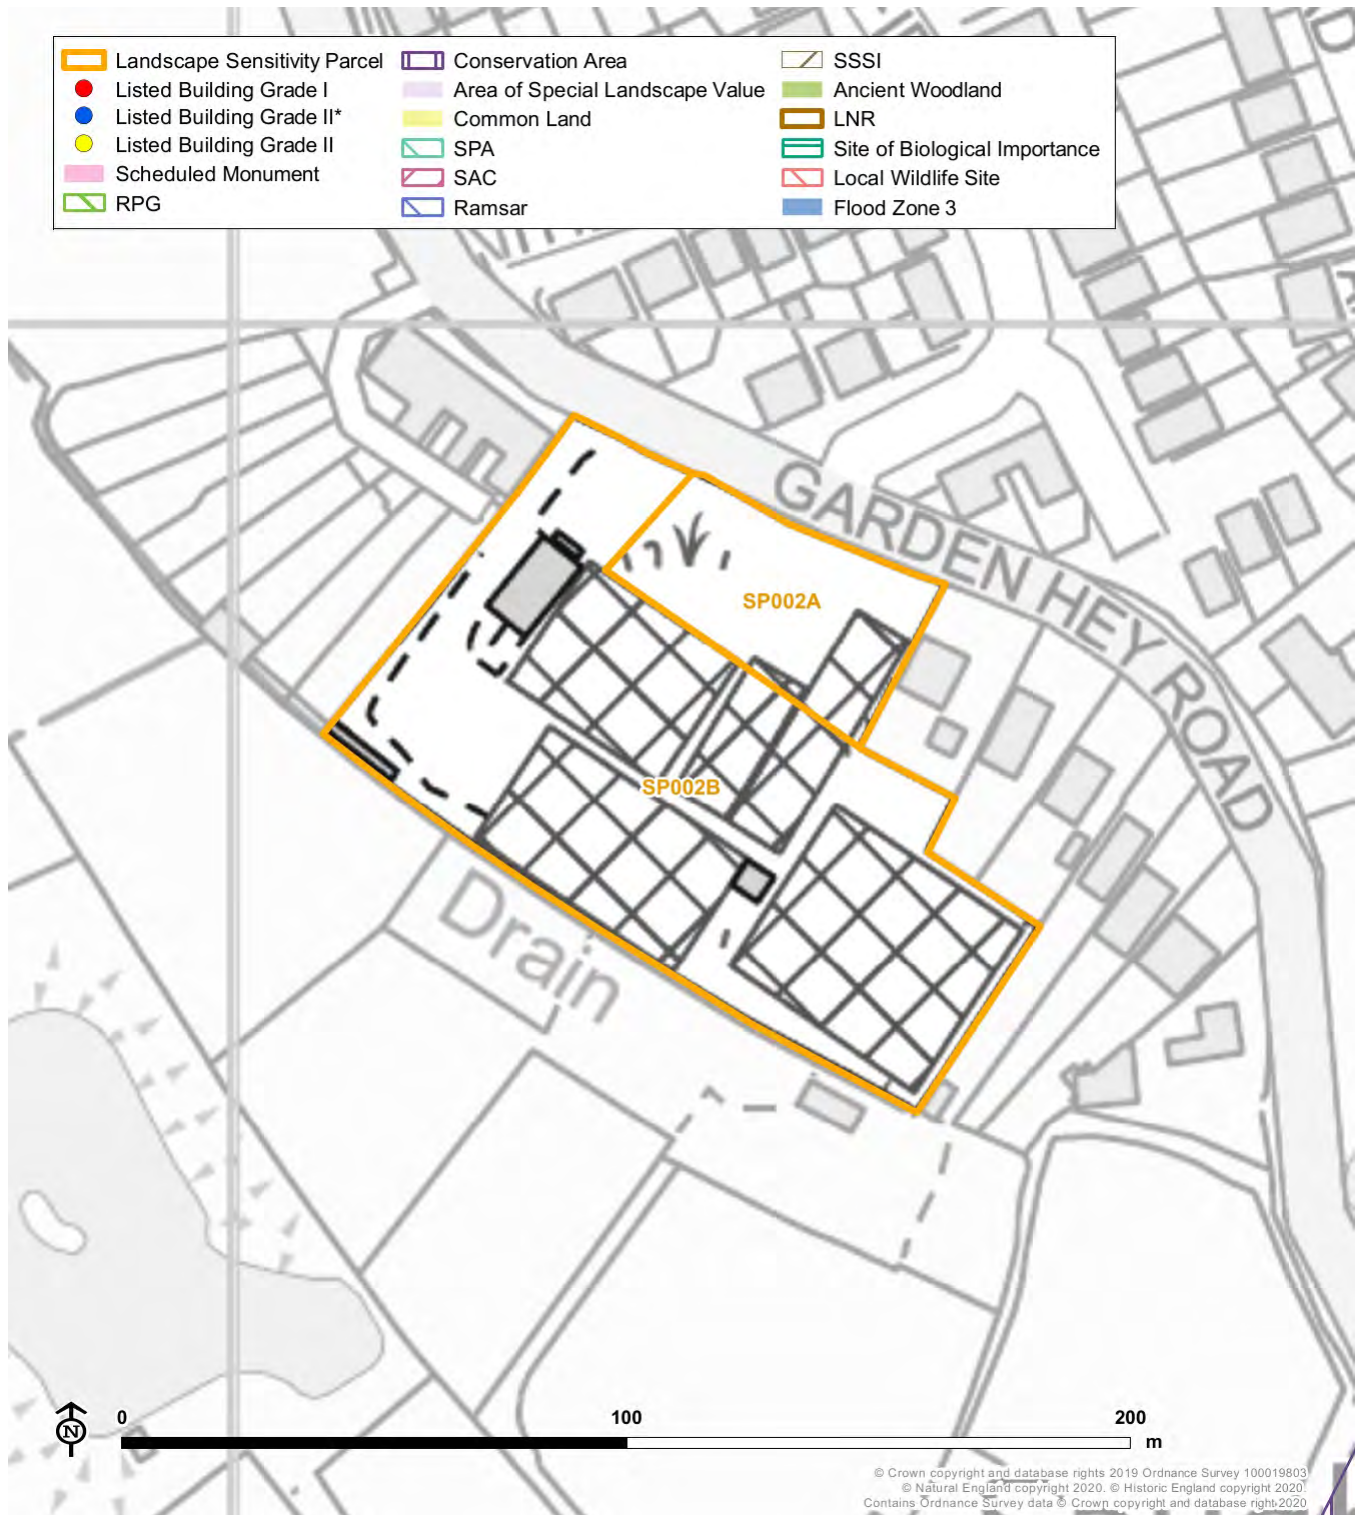 Landscape Sensitivity Parcel
Listed Building Grade I
Listed Building Grade II*
Listed Building Grade II
Scheduled Monument
RPG
Conservation Area
Area of Special Landscape Value
Common Land
SPA
SAC
Ramsar
SSSI
Ancient Woodland
LNR
Site of Biological Importance
Local Wildlife Site
Flood Zone 3
GARDEN HEY ROAD
SP002A
SP002B
Drain
N
0 100 200
m
© Crown copyright and database rights 2019 Ordnance Survey 100019803
© Natural England copyright 2020. © Historic England copyright 2020.
Contains Ordnance Survey data © Crown copyright and database right 2020